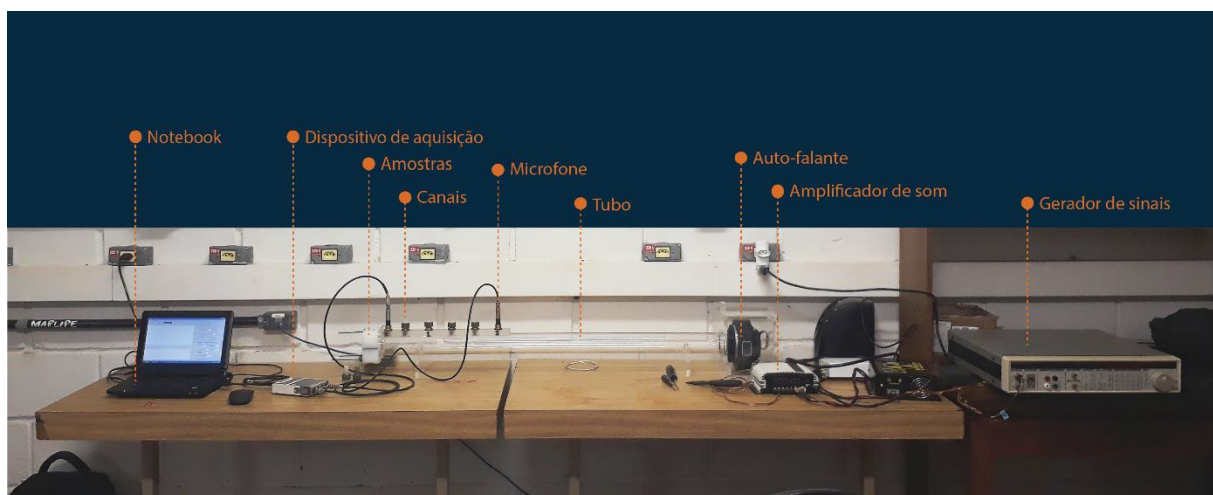 Notebook
Dispositivo de aquisição
Amostras
Canais
Microfone
Tubo
Auto-falante
Amplificador de som
Gerador de sinais
MARLIPE